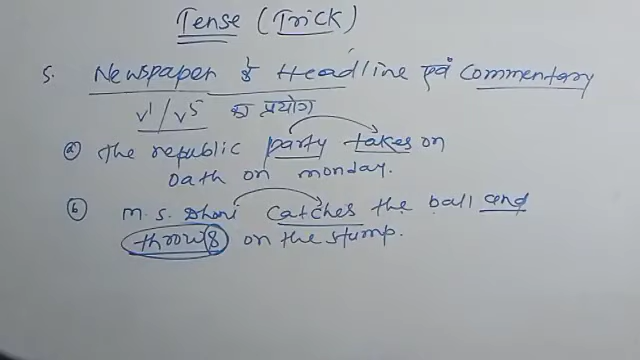 Tense (Trick)
5. Newspaper के Headline एवं Commentary
V1/V5 का प्रयोग
ⓐ The republic party takes on
oath on monday.
ⓑ M.S. Dhoni catches the ball and
throws on the stump.